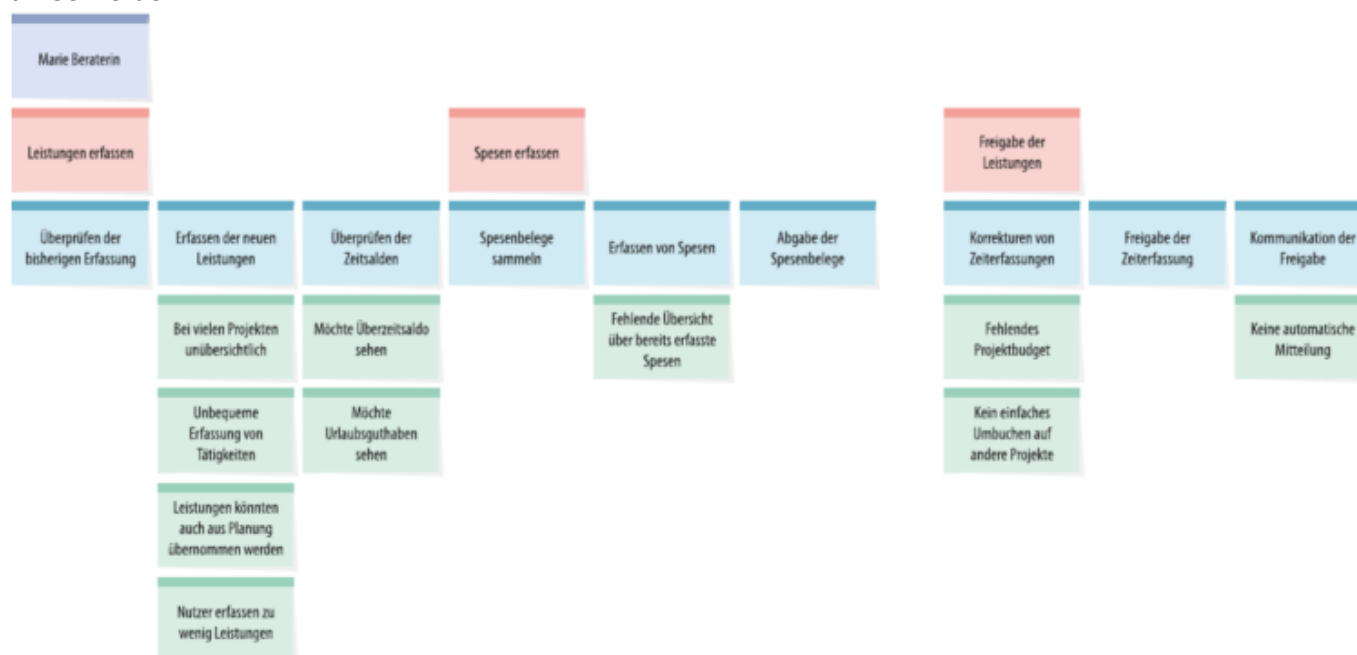 Marie Beraterin
Leistungen erfassen
Spesen erfassen
Freigabe der
Leistungen
Überprüfen der
bisherigen Erfassung
Erfassen der neuen
Leistungen
Überprüfen der
Zeitsalden
Spesenbelege
sammeln
Erfassen von Spesen
Abgabe der
Spesenbelege
Korrekturen von
Zeiterfassungen
Freigabe der
Zeiterfassung
Kommunikation der
Freigabe
Bei vielen Projekten
unübersichtlich
Möchte Überzeitsaldo
sehen
Fehlende Übersicht
über bereits erfasste
Spesen
Fehlendes
Projektbudget
Keine automatische
Mitteilung
Unbequeme
Erfassung von
Tätigkeiten
Möchte
Urlaubsguthaben
sehen
Kein einfaches
Umbuchen auf
andere Projekte
Leistungen könnten
auch aus Planung
übernommen werden
Nutzer erfassen zu
wenig Leistungen